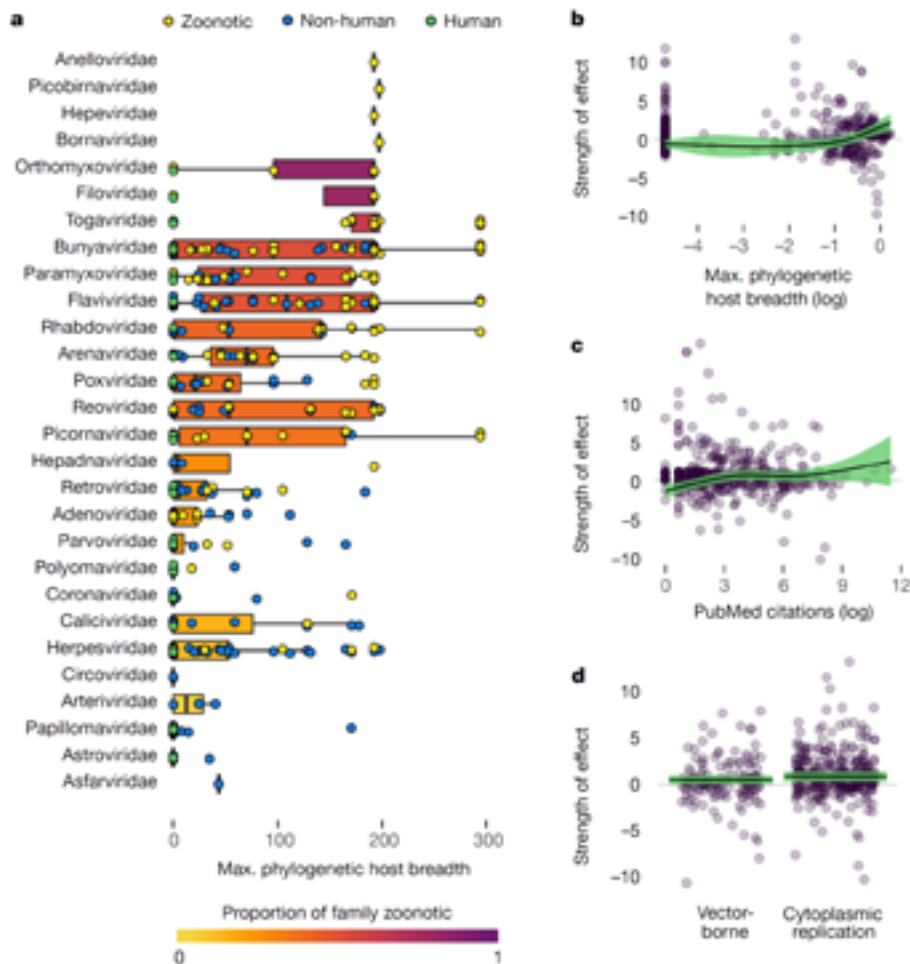 a
Zoonotic Non-human Human
Anelloviridae
Picobirnaviridae
Hepeviridae
Bornaviridae
Orthomyxoviridae
Filoviridae
Togaviridae
Bunyaviridae
Paramyxoviridae
Flaviviridae
Rhabdoviridae
Arenaviridae
Poxviridae
Reoviridae
Picornaviridae
Hepadnaviridae
Retroviridae
Adenoviridae
Parvoviridae
Polyomaviridae
Coronaviridae
Caliciviridae
Herpesviridae
Circoviridae
Arteriviridae
Papillomaviridae
Astroviridae
Asfarviridae
0 100 200 300
Max. phylogenetic host breadth
Proportion of family zoonotic
0 1
b
Strength of effect
10
5
0
−5
−10
−4 −3 −2 −1 0
Max. phylogenetic
host breadth (log)
c
Strength of effect
10
5
0
−5
−10
0 3 6 9 12
PubMed citations (log)
d
Strength of effect
10
5
0
−5
−10
Vector- Cytoplasmic
borne replication